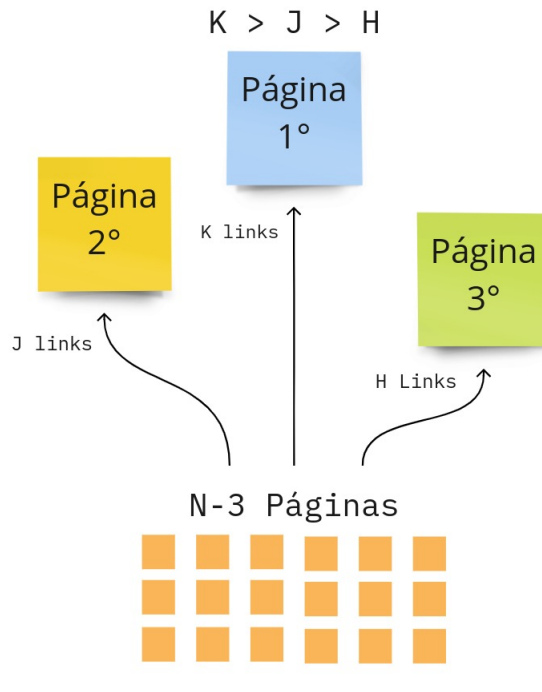 K > J > H
Página
1°
Página
2°
K links
Página
3°
J links
H Links
N-3 Páginas